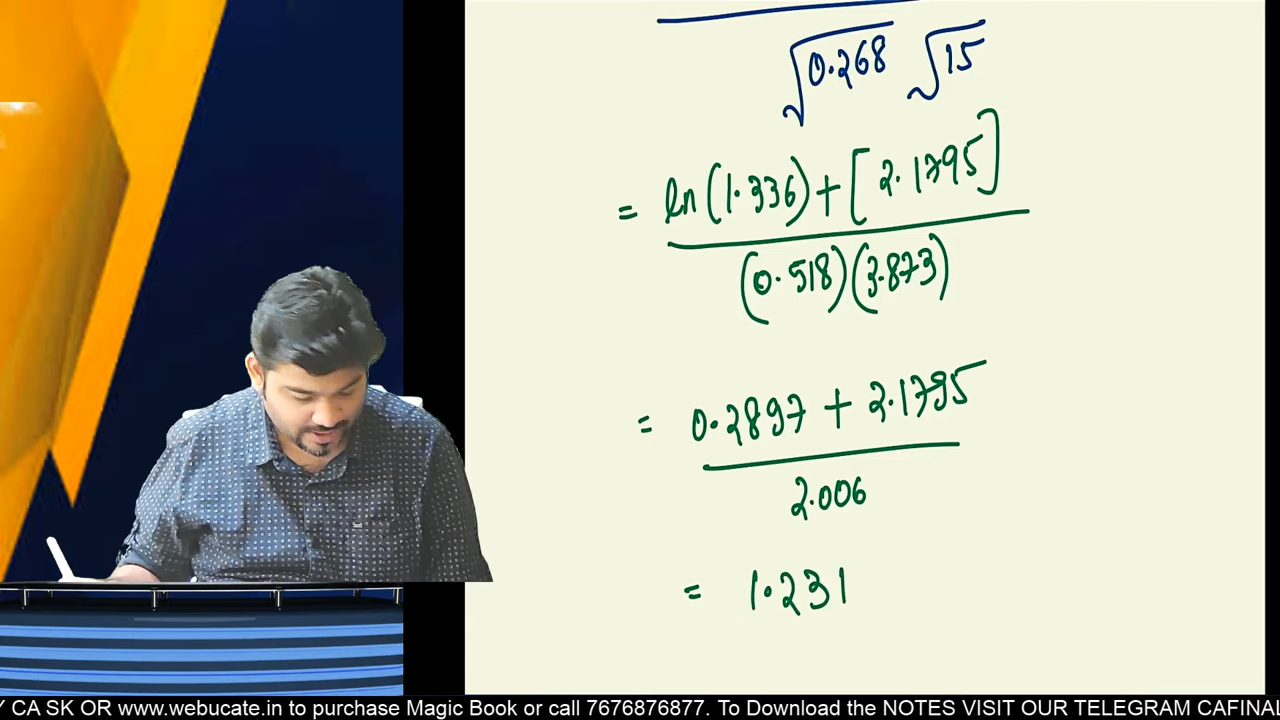 √0.268 √15
= ln(1.336) + [2.1795]
(0.518)(3.873)
= 0.2897 + 2.1795
2.006
= 1.231
Y CA SK OR www.webucate.in to purchase Magic Book or call 7676876877. To Download the NOTES VISIT OUR TELEGRAM CAFINAL